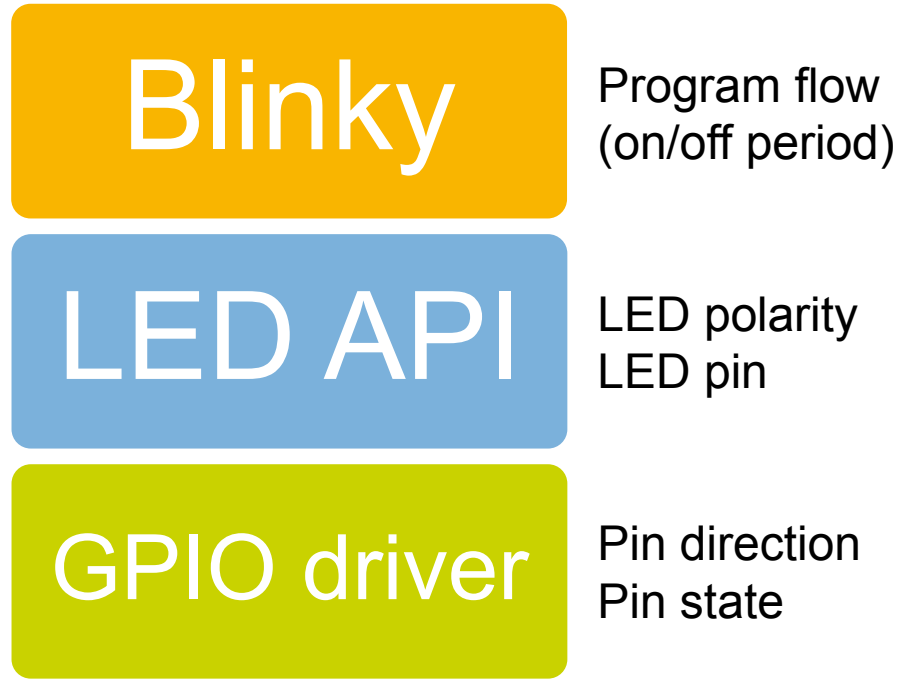 Blinky
Program flow
(on/off period)
LED API
LED polarity
LED pin
GPIO driver
Pin direction
Pin state